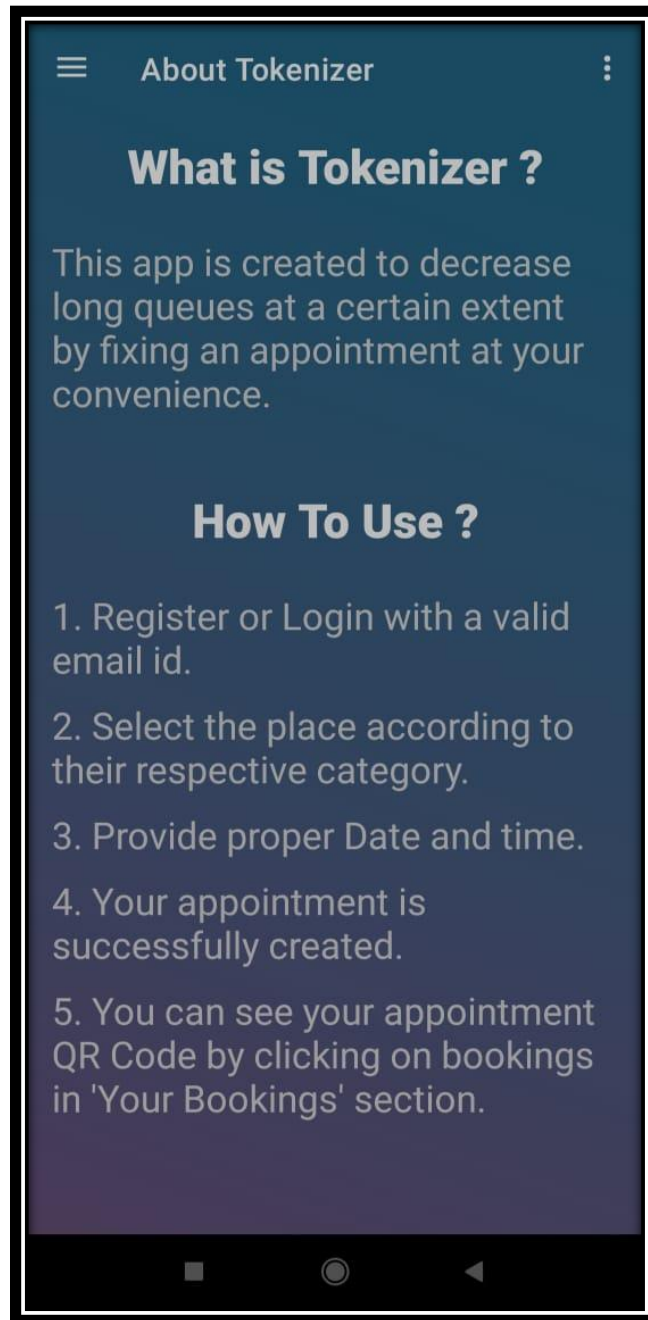 About Tokenizer
What is Tokenizer ?
This app is created to decrease
long queues at a certain extent
by fixing an appointment at your
convenience.
How To Use ?
1. Register or Login with a valid
email id.
2. Select the place according to
their respective category.
3. Provide proper Date and time.
4. Your appointment is
successfully created.
5. You can see your appointment
QR Code by clicking on bookings
in 'Your Bookings' section.